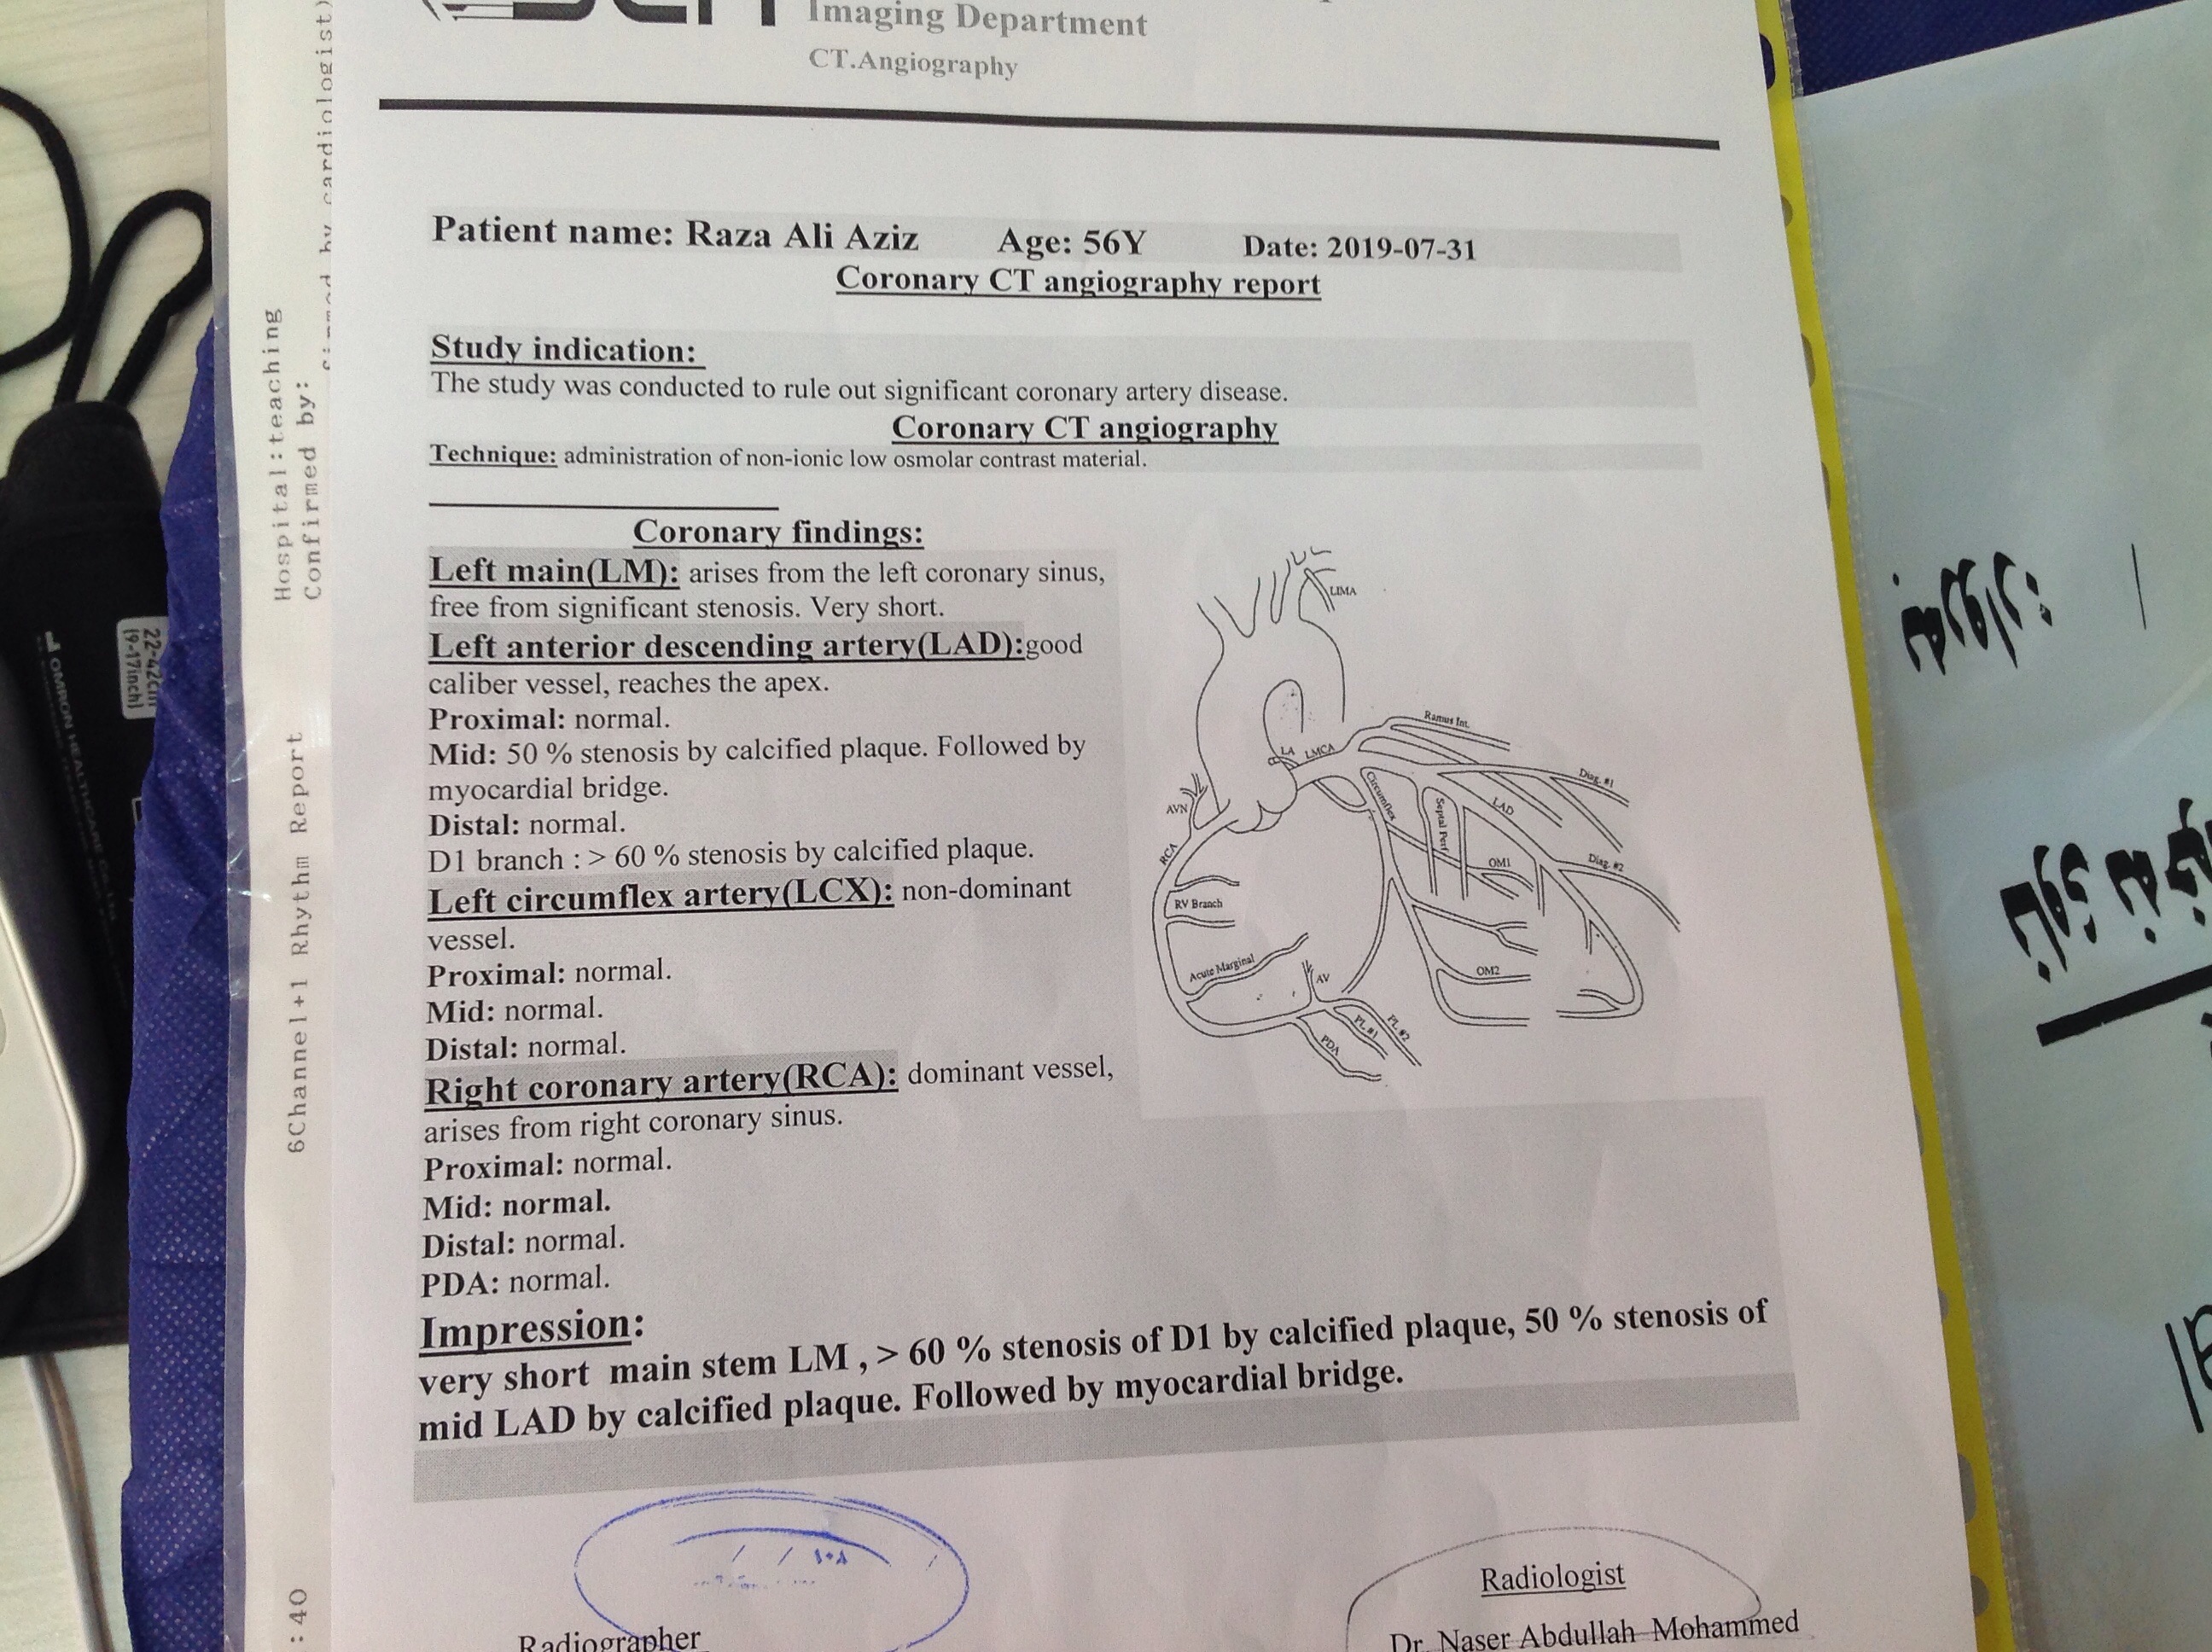 Imaging Department
CT.Angiography
Patient name: Raza Ali Aziz Age: 56Y Date: 2019-07-31
Coronary CT angiography report
Study indication:
The study was conducted to rule out significant coronary artery disease.
Coronary CT angiography
Technique: administration of non-ionic low osmolar contrast material.
Coronary findings:
Left main(LM): arises from the left coronary sinus,
free from significant stenosis. Very short.
Left anterior descending artery(LAD):good
caliber vessel, reaches the apex.
Proximal: normal.
Mid: 50 % stenosis by calcified plaque. Followed by
myocardial bridge.
Distal: normal.
D1 branch : > 60 % stenosis by calcified plaque.
Left circumflex artery(LCX): non-dominant
vessel.
Proximal: normal.
Mid: normal.
Distal: normal.
Right coronary artery(RCA): dominant vessel,
arises from right coronary sinus.
Proximal: normal.
Mid: normal.
Distal: normal.
PDA: normal.
LIMA
Ramus Int.
LA
LMCA
Diag. #1
Circumflex
LAD
Septal Perf
AVN
RCA
OM1
Diag. #2
RV Branch
Acute Marginal
AV
OM2
PL #1
PL #2
PDA
Impression:
very short main stem LM , > 60 % stenosis of D1 by calcified plaque, 50 % stenosis of
mid LAD by calcified plaque. Followed by myocardial bridge.
Radiographer
Radiologist
Dr. Naser Abdullah Mohammed
Hospital:teaching
Confirmed by:
by cardiologist)
6Channel+1 Rhythm Report
:40
22-42cm
(9-17inch)
OMRON HEALTHCARE Co., Ltd.